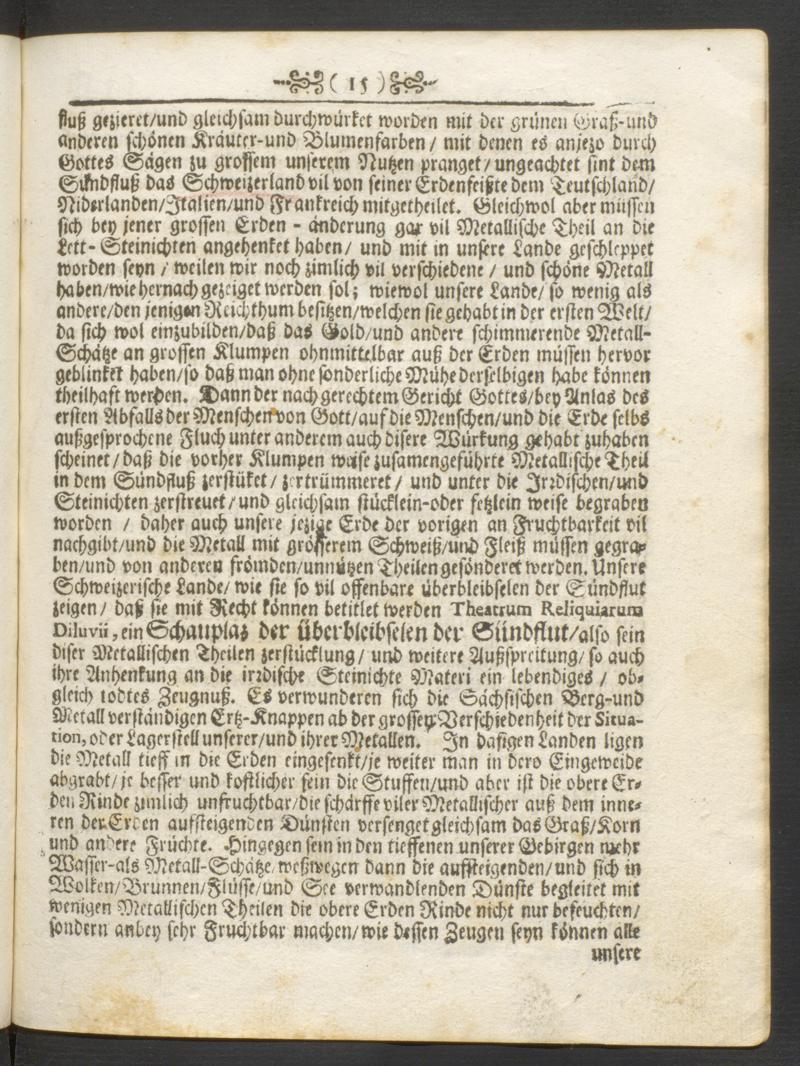 ( 15 )
fluß gezieret/und gleichsam durchwürket worden mit der grünen Graß-und
anderen schönen Kräuter-und Blumenfarben/ mit denen es anjezo durch
Gottes Sägen zu grossem unserem Nutzen pranget/ungeachtet sint dem
Sündfluß das Schweizerland vil von seiner Erdenfeißte dem Teutschland/
Niderlanden/Italien/und Frankreich mitgetheilet. Gleichwol aber müssen
sich bey jener grossen Erden-änderung gar vil Metallische Theil an die
Lett-Steinichten angehenket haben/ und mit in unsere Lande geschleppet
worden seyn/ weilen wir noch zimlich vil verschiedene/ und schöne Metall
haben/wie hernach gezeiget werden sol; wiewol unsere Lande/ so wenig als
andere/den jenigen Reichthum besitzen/welchen sie gehabt in der ersten Welt/
da sich wol einzubilden/daß das Gold/und andere schimmerende Metall-
Schätze an grossen Klumpen ohnmittelbar auß der Erden müssen hervor
geblinket haben/so daß man ohne sonderliche Mühe derselbigen habe können
theilhaft werden. Dann der nach gerechtem Gericht Gottes/bey Anlas des
ersten Abfalls der Menschen von Gott/auf die Menschen/und die Erde selbs
außgesprochene Fluch unter anderem auch disere Würkung gehabt zuhaben
scheinet/daß die vorher Klumpen weise zusamengeführte Metallische Theil
in dem Sündfluß zerstüket/ zertrümmeret/ und unter die Irrdischen/und
Steinichten zerstreuet/und gleichsam stücklein-oder fetzlein weise begraben
worden/ daher auch unsere jezige Erde der vorigen an Fruchtbarkeit vil
nachgibt/und die Metall mit grösserem Schweiß/und Fleiß müssen gegra-
ben/und von anderen frömden/unnützen Theilen gesönderet werden. Unsere
Schweizerische Lande/ wie sie so vil offenbare überbleibselen der Sündflut
zeigen/ daß sie mit Recht können betitlet werden Theatrum Reliquiarum
Diluvii, ein Schauplaz der überbleibselen der Sündflut/also sein
diser Metallischen Theilen zerstücklung/ und weitere Außspreitung/ so auch
ihre Anhenkung an die irrdische Steinichte Materi ein lebendiges/ ob-
gleich todtes Zeugnuß. Es verwunderen sich die Sächsischen Berg-und
Metall verständigen Ertz-Knappen ab der grossen Verschiedenheit der Situa-
tion, oder Lagerstell unserer/und ihrer Metallen. In dasigen Landen ligen
die Metall tieff in die Erden eingesenkt/je weiter man in dero Eingeweide
abgrabt/je besser und kostlicher sein die Stuffen/und aber ist die obere Er-
den Rinde zimlich unfruchtbar/die schärffe viler Metallischer auß dem inne-
ren der Erden aufsteigenden Dünsten versenget gleichsam das Graß/Korn
und andere Früchte. Hingegen sein in den tieffenen unserer Gebirgen mehr
Wasser-als Metall-Schätze/weßwegen dann die aufsteigenden/und sich in
Wolken/Brunnen/Flüsse/und See verwandlenden Dünste begleitet mit
wenigen Metallischen Theilen die obere Erden Rinde nicht nur befeuchten/
sondern anbey sehr Fruchtbar machen/wie dessen Zeugen seyn können alle
unsere